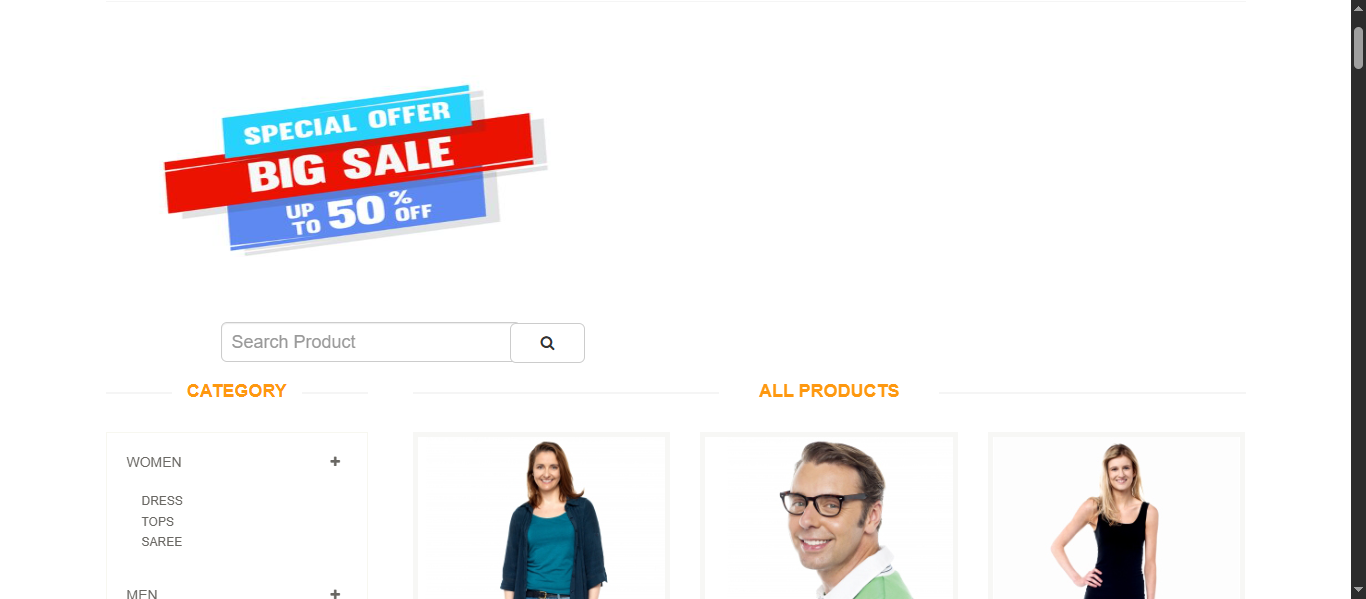 SPECIAL OFFER
BIG SALE
UP TO 50% OFF
Search Product
CATEGORY
ALL PRODUCTS
WOMEN
DRESS
TOPS
SAREE
MEN